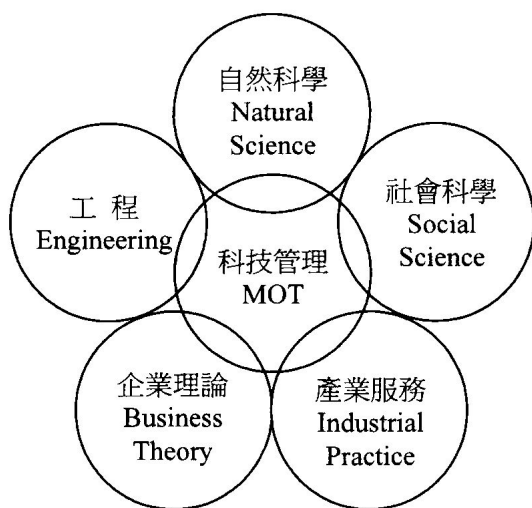 自然科學
Natural
Science
工 程
Engineering
社會科學
Social
Science
科技管理
MOT
企業理論
Business
Theory
產業服務
Industrial
Practice